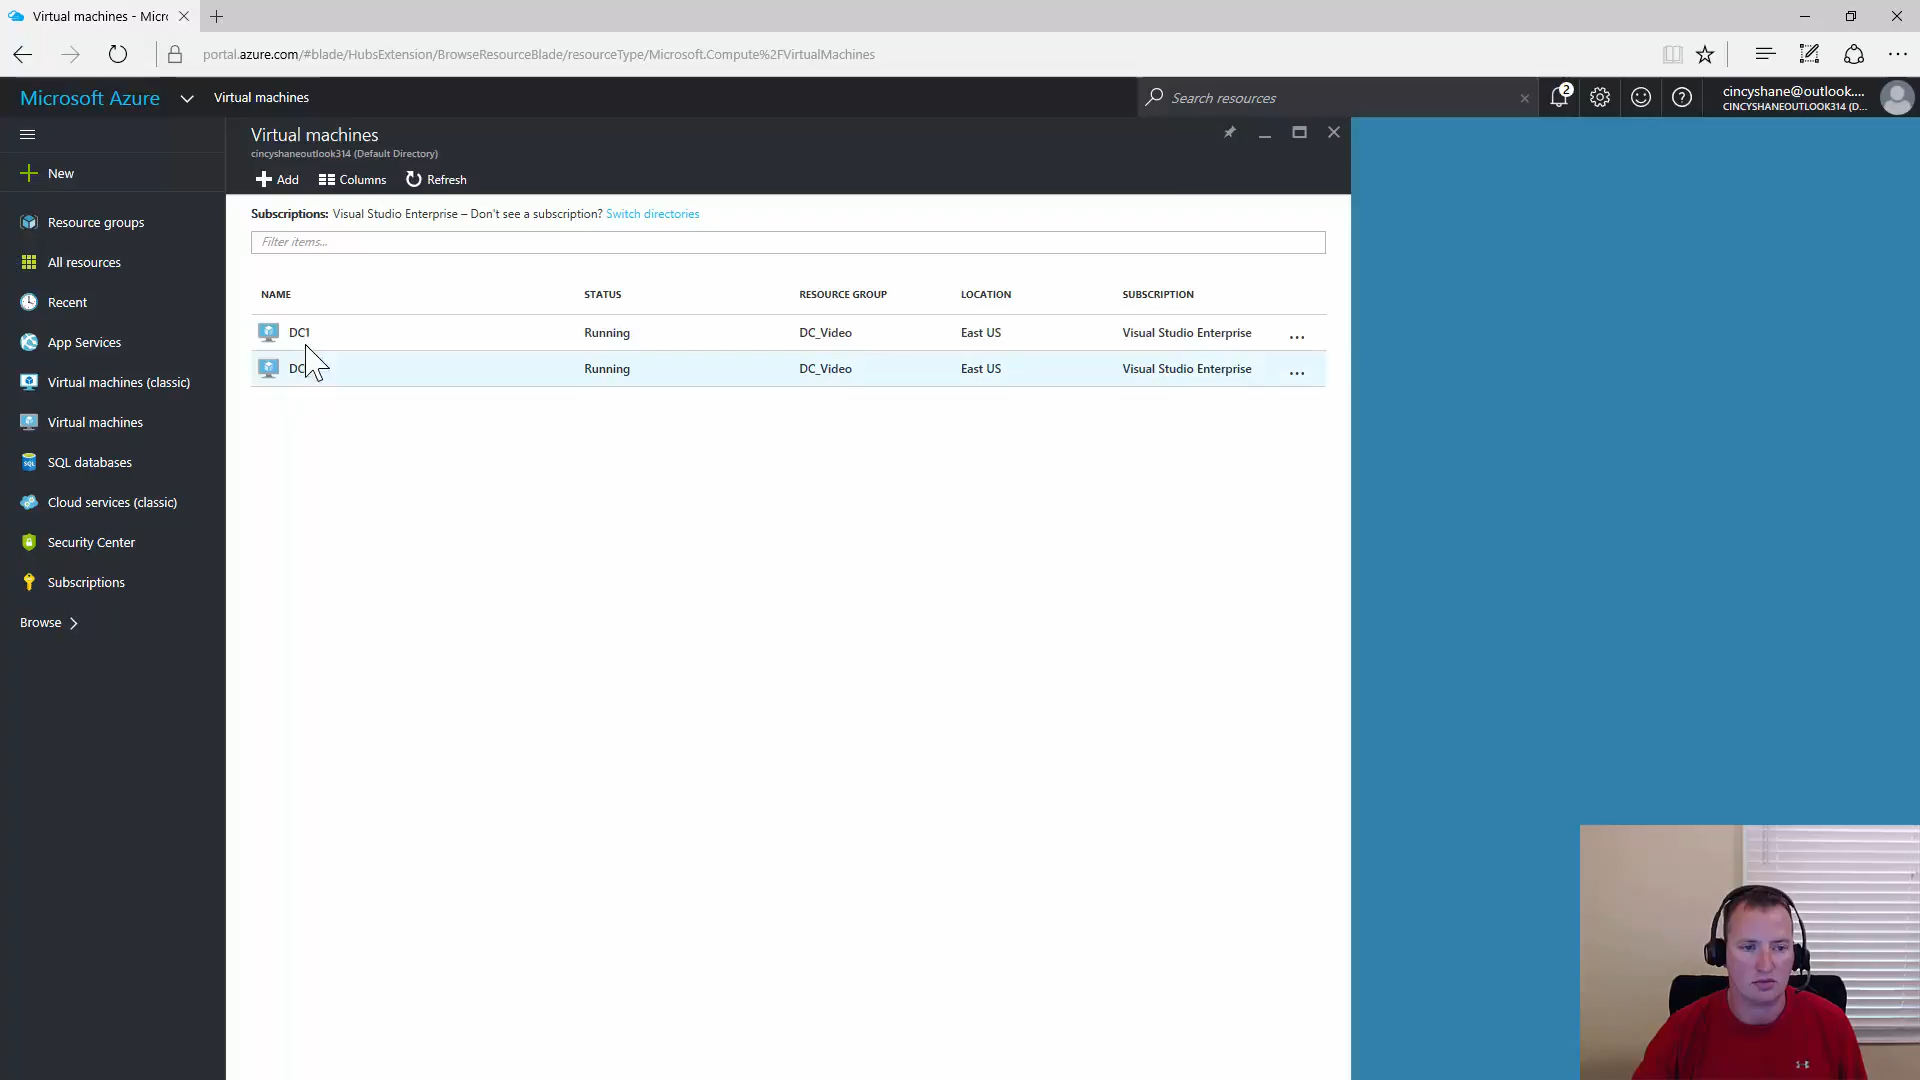 Virtual machines - Micr
portal.azure.com/#blade/HubsExtension/BrowseResourceBlade/resourceType/Microsoft.Compute%2FVirtualMachines
Microsoft Azure
Virtual machines
Search resources
2
cincyshane@outlook....
CINCYSHANEOUTLOOK314 (D...
Virtual machines
cincyshaneoutlook314 (Default Directory)
Add
Columns
Refresh
New
Resource groups
All resources
Recent
App Services
Virtual machines (classic)
Virtual machines
SQL databases
Cloud services (classic)
Security Center
Subscriptions
Browse
Subscriptions: Visual Studio Enterprise – Don't see a subscription? Switch directories
Filter items...
NAME STATUS RESOURCE GROUP LOCATION SUBSCRIPTION
DC1 Running DC_Video East US Visual Studio Enterprise ...
Running DC_Video East US Visual Studio Enterprise ...